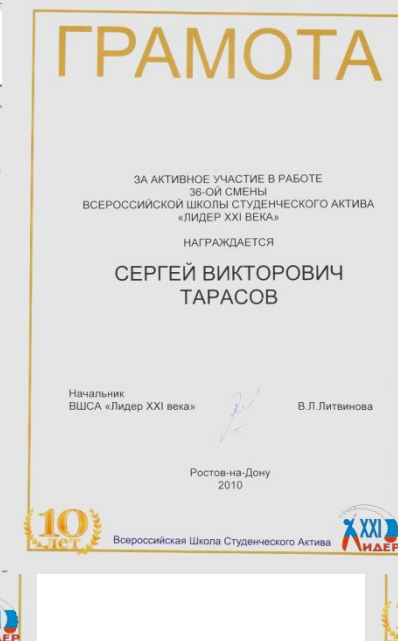 ГРАМОТА
ЗА АКТИВНОЕ УЧАСТИЕ В РАБОТЕ
36-ОЙ СМЕНЫ
ВСЕРОССИЙСКОЙ ШКОЛЫ СТУДЕНЧЕСКОГО АКТИВА
«ЛИДЕР XXI ВЕКА»
НАГРАЖДАЕТСЯ
СЕРГЕЙ ВИКТОРОВИЧ
ТАРАСОВ
Начальник
ВШСА «Лидер XXI века» В.Л.Литвинова
Ростов-на-Дону
2010
10
лет
Всероссийская Школа Студенческого Актива
XXI
ЛИДЕР